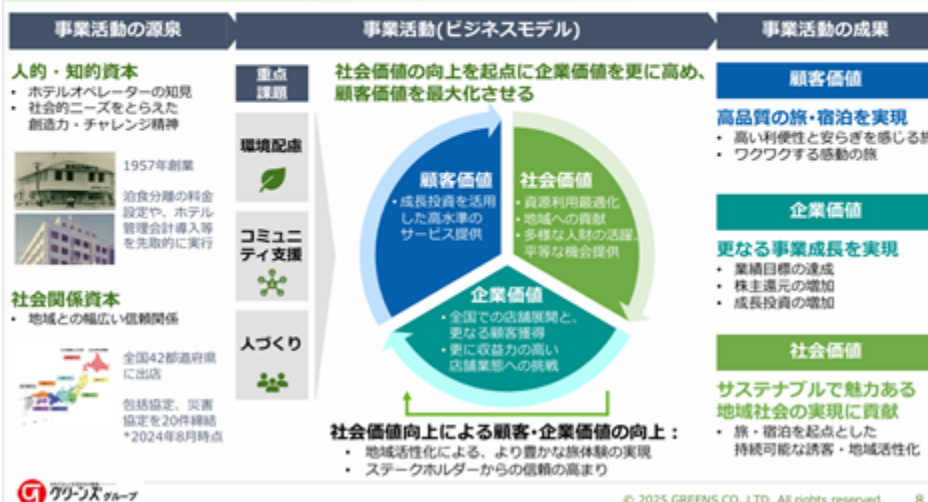 事業活動の源泉
事業活動(ビジネスモデル)
事業活動の成果
人的・知的資本
・ホテルオペレーターの知見
・社会的ニーズをとらえた
創造力・チャレンジ精神
1957年創業
泊食分離の料金
設定や、ホテル
管理会計導入等
を先取的に実行
社会関係資本
・地域との幅広い信頼関係
全国42都道府県
に出店
包括協定、災害
協定を20件締結
*2024年8月時点
重点
課題
環境配慮
コミュニ
ティ支援
人づくり
社会価値の向上を起点に企業価値を更に高め、
顧客価値を最大化させる
顧客価値
・成長投資を活用
した高水準の
サービス提供
社会価値
・資源利用最適化
・地域への貢献
・多様な人財の活躍、
平等な機会提供
企業価値
・全国での店舗展開と、
更なる顧客獲得
・更に収益力の高い
店舗業態への挑戦
社会価値向上による顧客・企業価値の向上：
・地域活性化による、より豊かな旅体験の実現
・ステークホルダーからの信頼の高まり
顧客価値
高品質の旅・宿泊を実現
・高い利便性と安らぎを感じる旅
・ワクワクする感動の旅
企業価値
更なる事業成長を実現
・業績目標の達成
・株主還元の増加
・成長投資の増加
社会価値
サステナブルで魅力ある
地域社会の実現に貢献
・旅・宿泊を起点とした
持続可能な誘客・地域活性化
グリーンズグループ
© 2025 GREENS CO.,LTD. All rights reserved. 8